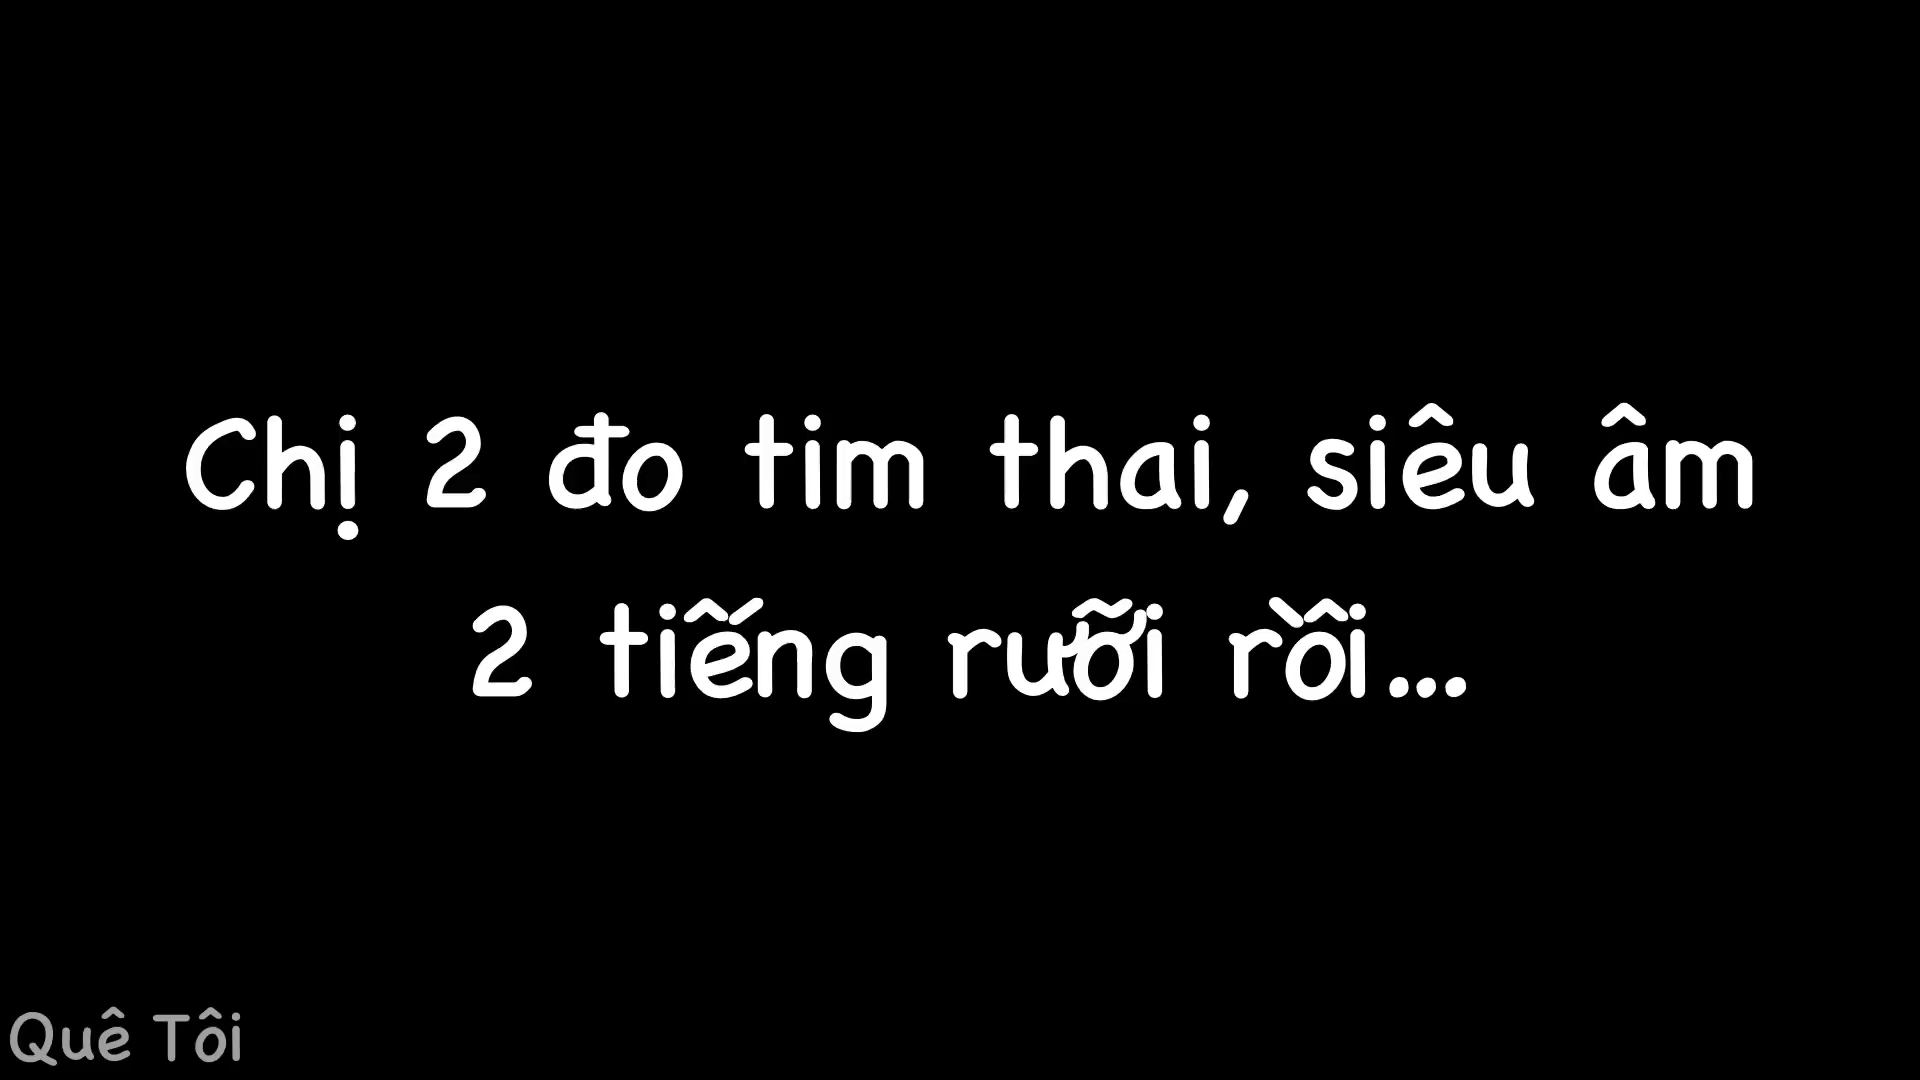 Chị 2 đo tim thai, siêu âm
2 tiếng rưỡi rồi...
Quê Tôi